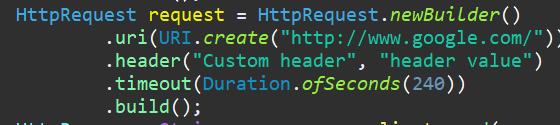 HttpRequest request = HttpRequest.newBuilder()
.uri(URI.create("http://www.google.com/"))
.header("Custom header", "header value")
.timeout(Duration.ofSeconds(240))
.build();